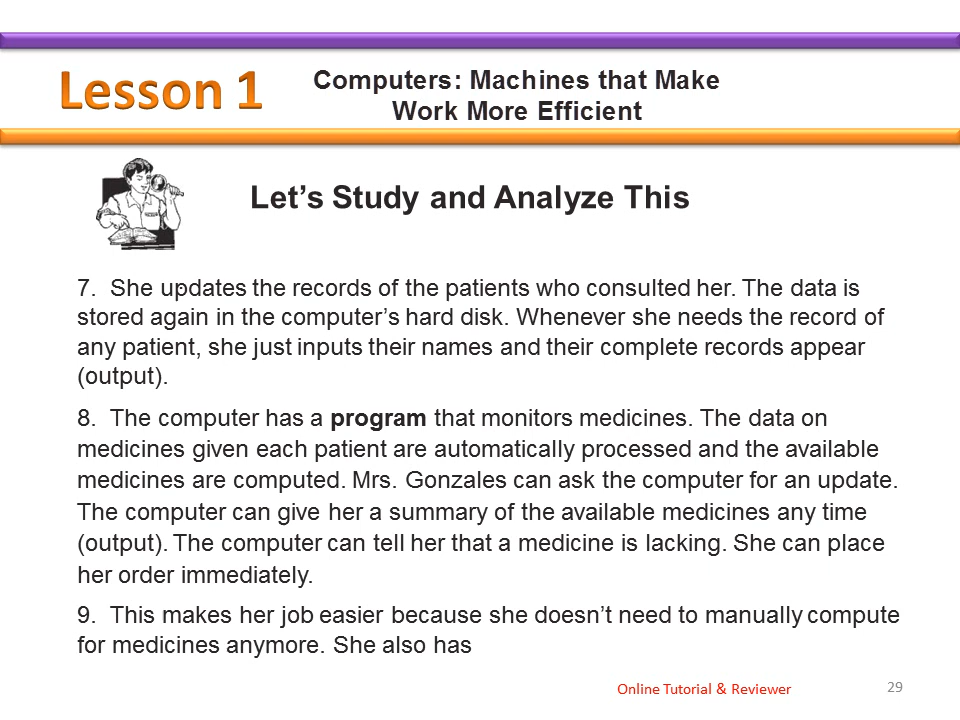 Lesson 1
Computers: Machines that Make
Work More Efficient
Let’s Study and Analyze This
7.  She updates the records of the patients who consulted her. The data is
stored again in the computer’s hard disk. Whenever she needs the record of
any patient, she just inputs their names and their complete records appear
(output).
8.  The computer has a program that monitors medicines. The data on
medicines given each patient are automatically processed and the available
medicines are computed. Mrs. Gonzales can ask the computer for an update.
The computer can give her a summary of the available medicines any time
(output). The computer can tell her that a medicine is lacking. She can place
her order immediately.
9.  This makes her job easier because she doesn’t need to manually compute
for medicines anymore. She also has
Online Tutorial & Reviewer
29